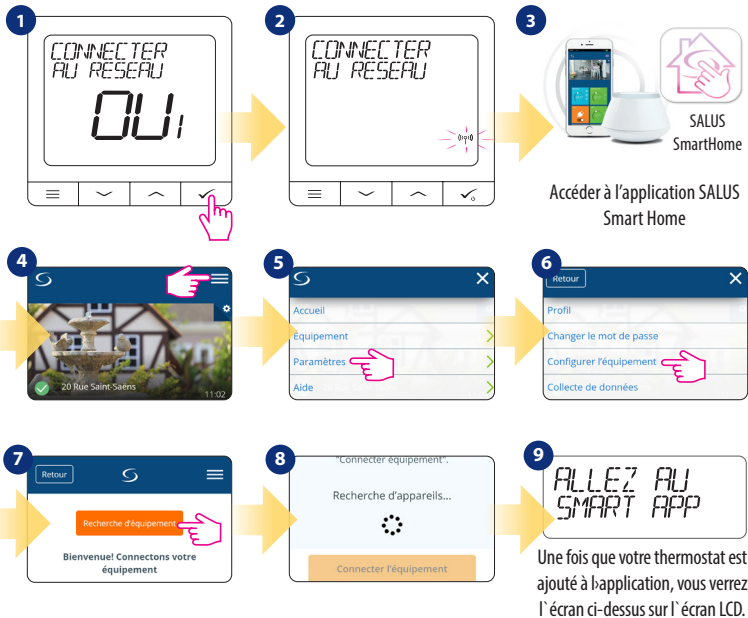 1
CONNECTER
AU RESEAU
OUI
2
CONNECTER
AU RESEAU
3
SALUS
SmartHome
Accéder à l'application SALUS
Smart Home
4
20 Rue Saint-Saëns
11:02
5
Accueil
Équipement
Paramètres
Aide
6
Retour
Profil
Changer le mot de passe
Configurer l'équipement
Collecte de données
7
Retour
Recherche d'équipement
Bienvenue! Connectons votre
équipement
8
"Connecter équipement".
Recherche d'appareils...
Connecter l'équipement
9
ALLEZ AU
SMART APP
Une fois que votre thermostat est
ajouté à l›application, vous verrez
l`écran ci-dessus sur l`écran LCD.